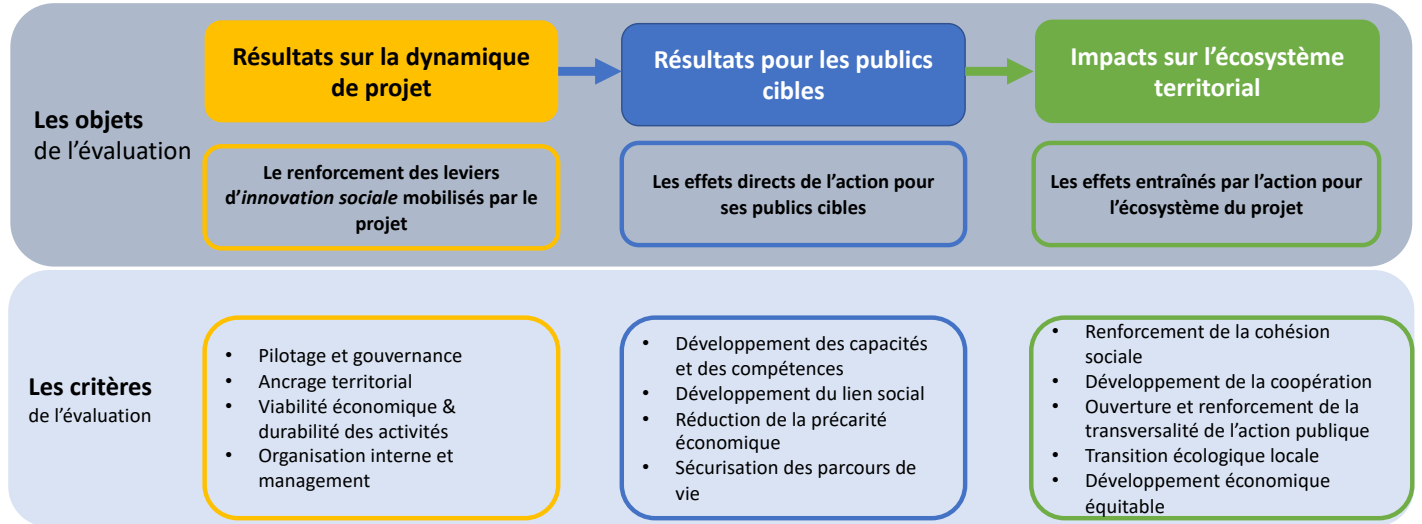 Les objets
de l'évaluation
Résultats sur la dynamique
de projet
Résultats pour les publics
cibles
Impacts sur l'écosystème
territorial
Le renforcement des leviers
d'innovation sociale mobilisés par le
projet
Les effets directs de l'action pour
ses publics cibles
Les effets entraînés par l'action pour
l'écosystème du projet
Les critères
de l'évaluation
• Pilotage et gouvernance
• Ancrage territorial
• Viabilité économique &
durabilité des activités
• Organisation interne et
management
• Développement des capacités
et des compétences
• Développement du lien social
• Réduction de la précarité
économique
• Sécurisation des parcours de
vie
• Renforcement de la cohésion
sociale
• Développement de la coopération
• Ouverture et renforcement de la
transversalité de l'action publique
• Transition écologique locale
• Développement économique
équitable